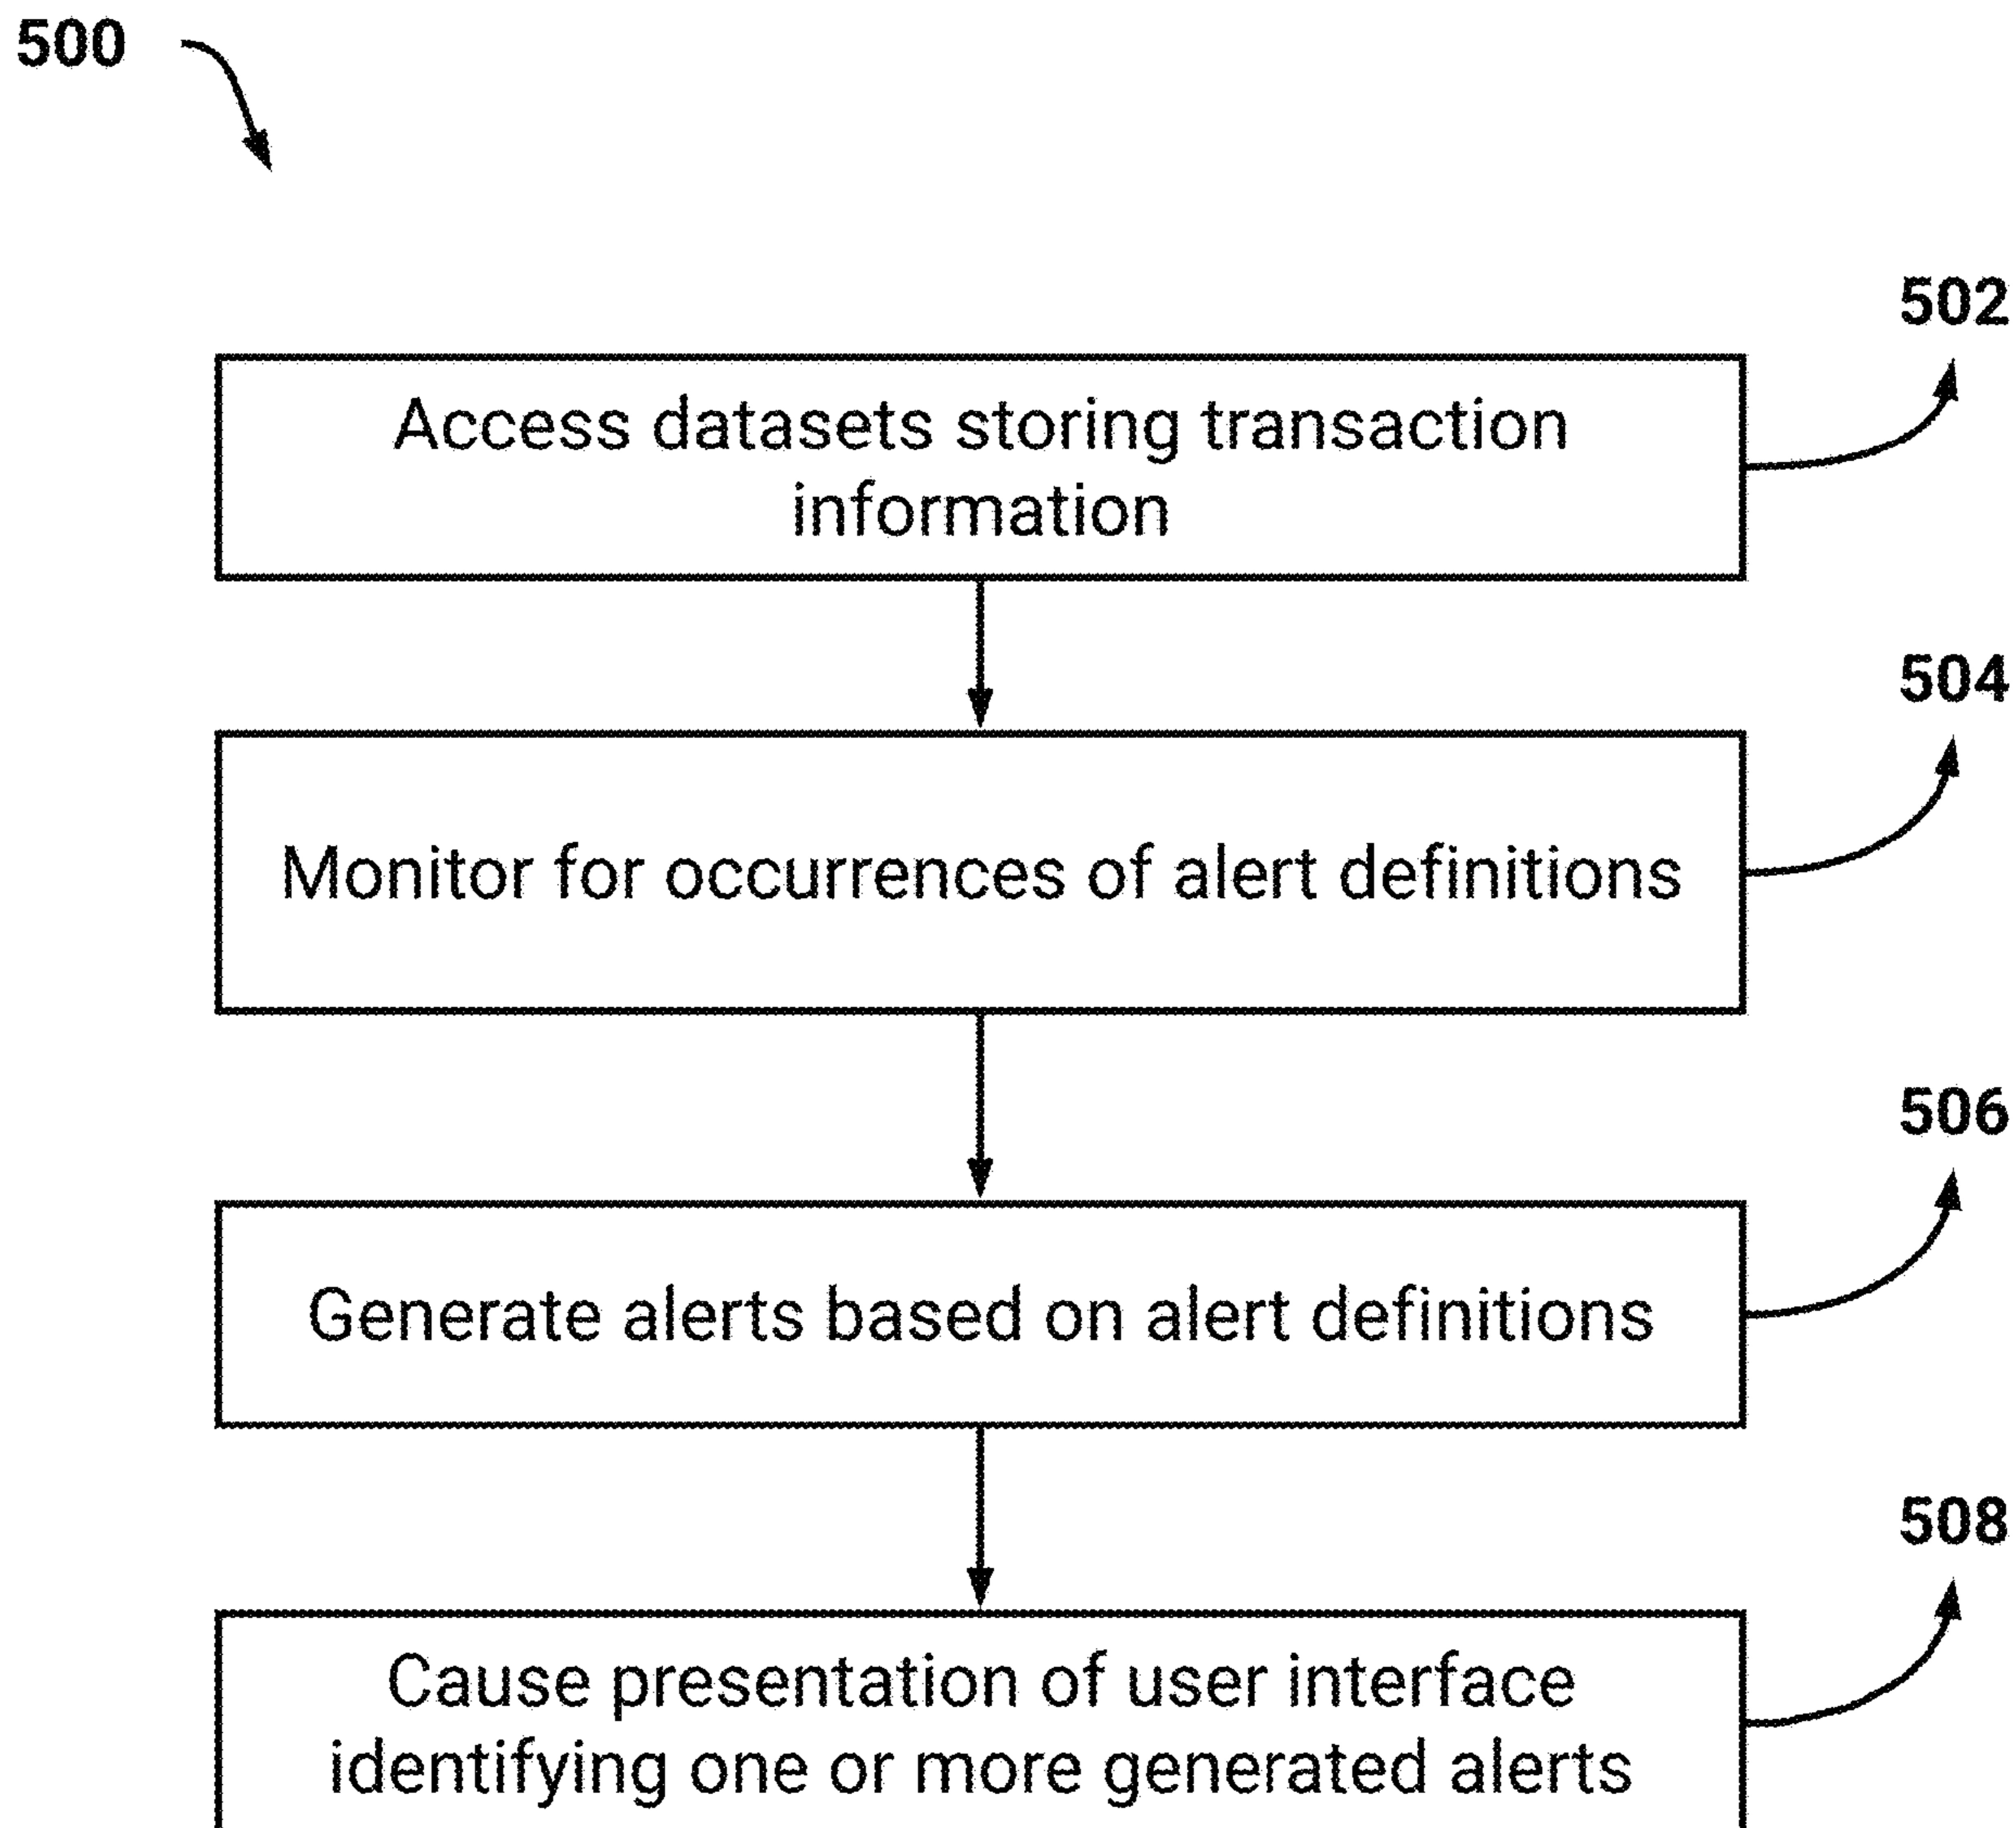 500
502
Access datasets storing transaction
information
504
Monitor for occurrences of alert definitions
506
Generate alerts based on alert definitions
508
Cause presentation of user interface
identifying one or more generated alerts